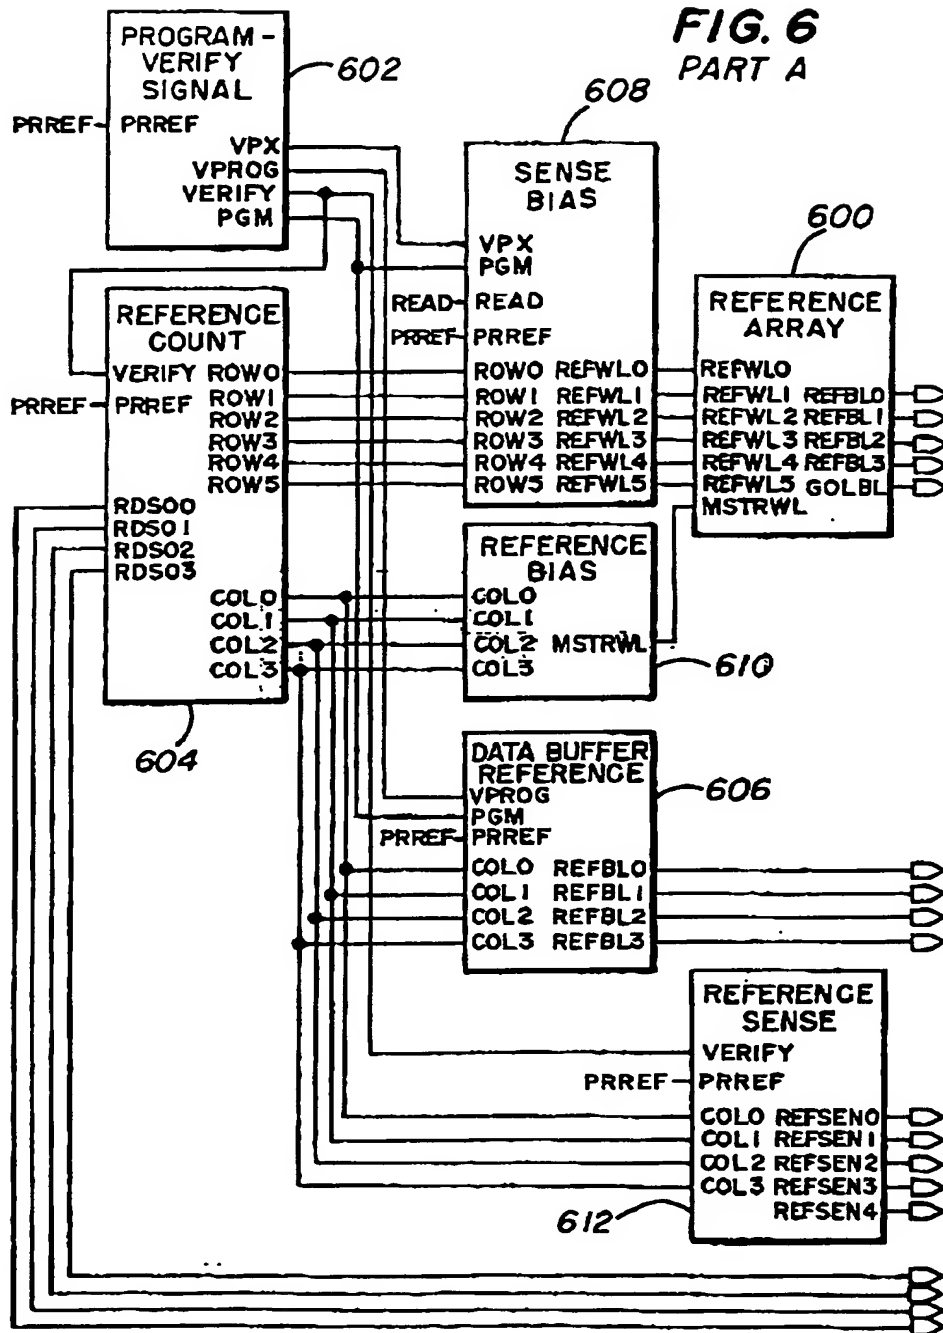 FIG. 6
PART A
PROGRAM-
VERIFY
SIGNAL
602
PRREF PRREF
VPX
VPROG
VERIFY
PGM
608
SENSE
BIAS
VPX
PGM
READ READ
PRREF PRREF
ROW0 REFWL0
ROW1 REFWL1
ROW2 REFWL2
ROW3 REFWL3
ROW4 REFWL4
ROW5 REFWL5
600
REFERENCE
ARRAY
REFWL0
REFWL1 REFBL0
REFWL2 REFBL1
REFWL3 REFBL2
REFWL4 REFBL3
REFWL5 GOLBL
MSTRWL
REFERENCE
COUNT
VERIFY ROW0
PRREF PRREF ROW1
ROW2
ROW3
ROW4
ROW5
RDS00
RDS01
RDS02
RDS03
COL0
COL1
COL2
COL3
604
REFERENCE
BIAS
COL0
COL1
COL2 MSTRWL
COL3
610
DATA BUFFER
REFERENCE
606
VPROG
PGM
PRREF PRREF
COL0 REFBL0
COL1 REFBL1
COL2 REFBL2
COL3 REFBL3
REFERENCE
SENSE
VERIFY
PRREF PRREF
COL0 REFSEN0
COL1 REFSEN1
COL2 REFSEN2
COL3 REFSEN3
REFSEN4
612